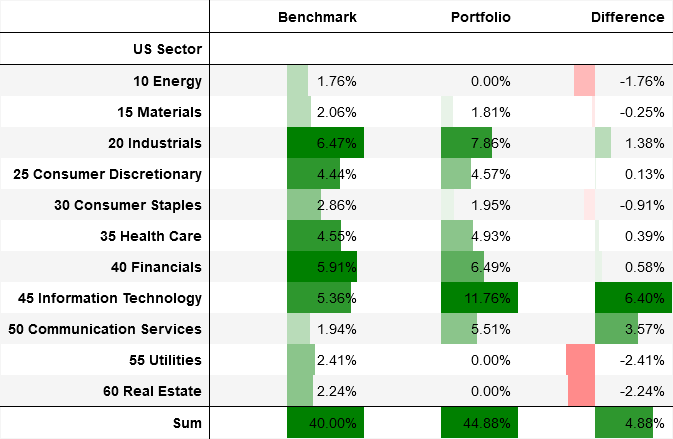 Benchmark Portfolio Difference
US Sector
10 Energy 1.76% 0.00% -1.76%
15 Materials 2.06% 1.81% -0.25%
20 Industrials 6.47% 7.86% 1.38%
25 Consumer Discretionary 4.44% 4.57% 0.13%
30 Consumer Staples 2.86% 1.95% -0.91%
35 Health Care 4.55% 4.93% 0.39%
40 Financials 5.91% 6.49% 0.58%
45 Information Technology 5.36% 11.76% 6.40%
50 Communication Services 1.94% 5.51% 3.57%
55 Utilities 2.41% 0.00% -2.41%
60 Real Estate 2.24% 0.00% -2.24%
Sum 40.00% 44.88% 4.88%